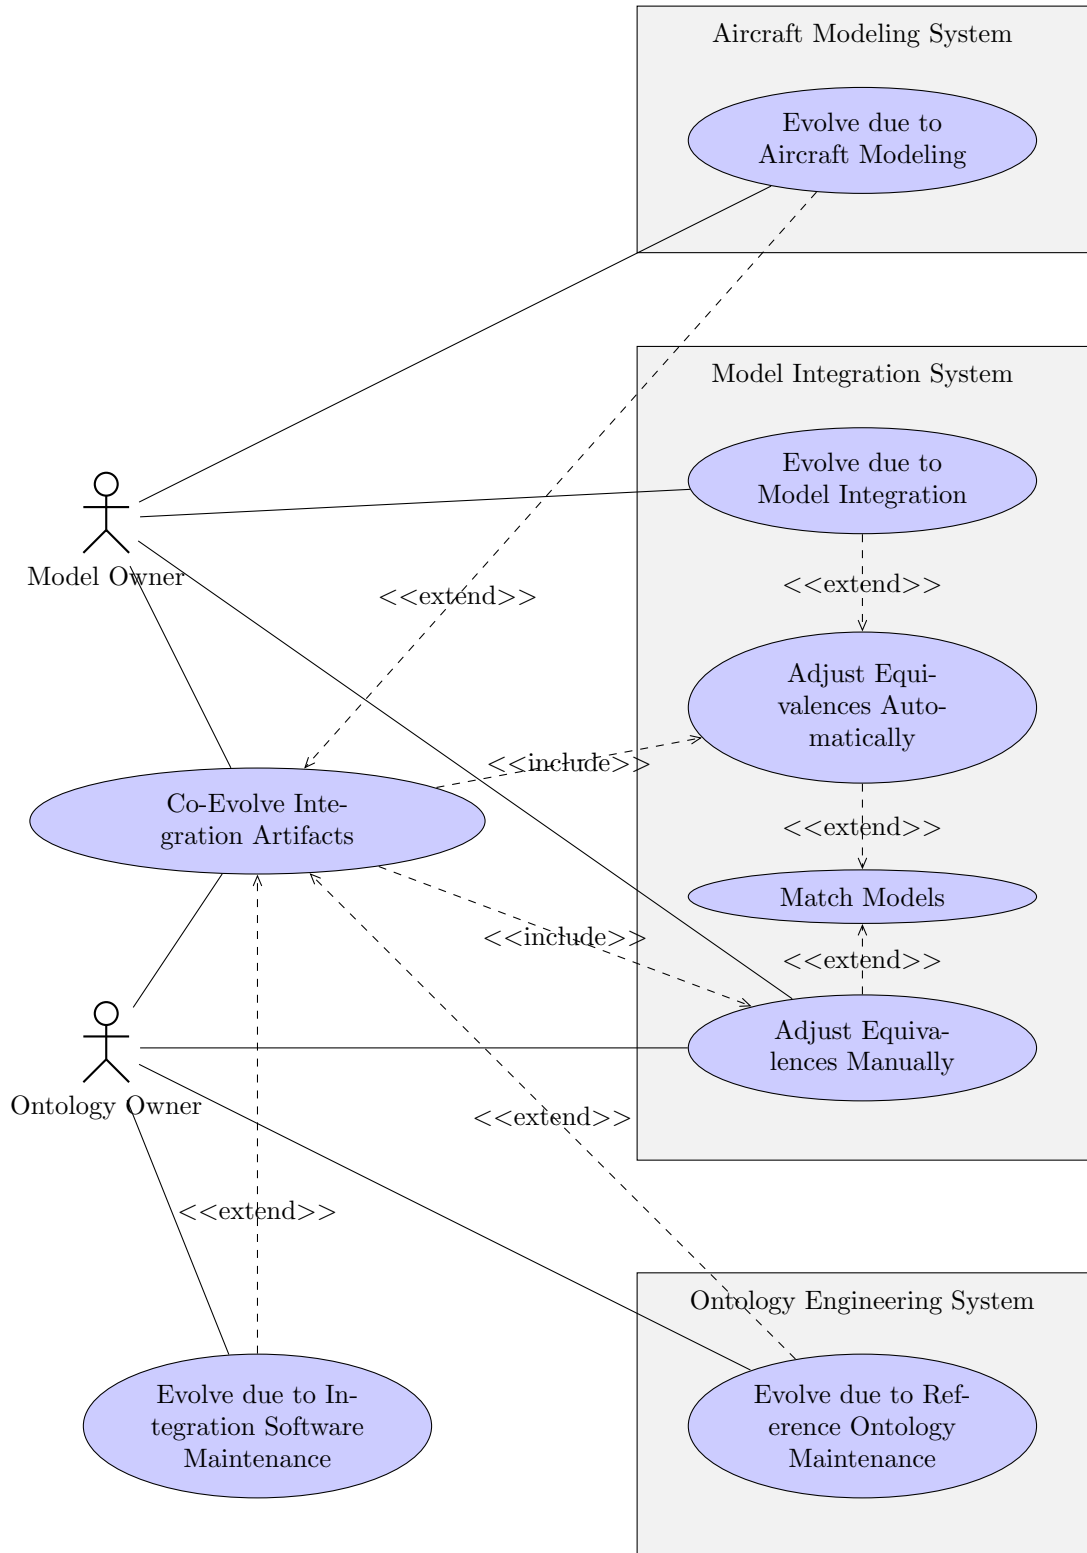 Aircraft Modeling System
Evolve due to
Aircraft Modeling
Model Integration System
Evolve due to
Model Integration
Model Owner
<<extend>>
<<extend>>
Adjust Equi-
valences Auto-
matically
<<include>>
Co-Evolve Inte-
gration Artifacts
<<extend>>
Match Models
<<include>>
<<extend>>
Adjust Equiva-
lences Manually
Ontology Owner
<<extend>>
<<extend>>
Ontology Engineering System
Evolve due to In-
tegration Software
Maintenance
Evolve due to Ref-
erence Ontology
Maintenance